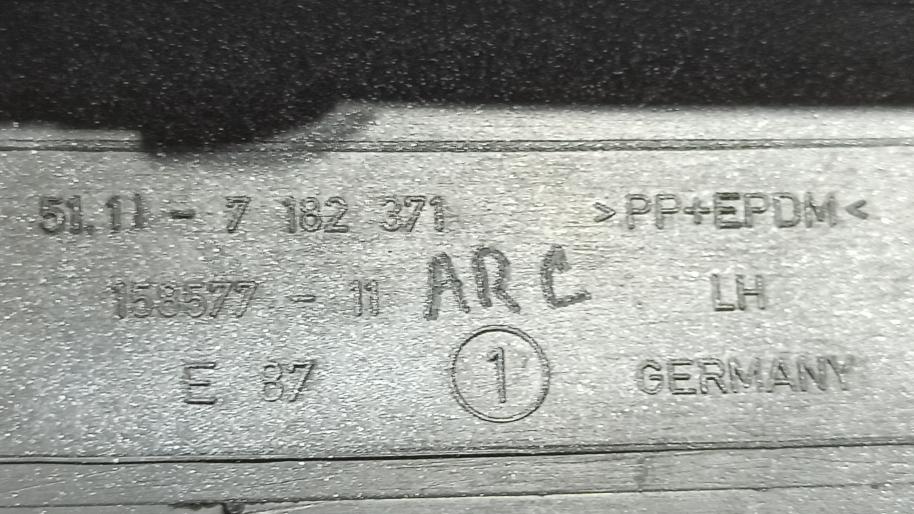 51.11 - 7 182 371 >PP+EPDM<
158577 - 11 ARC LH
E 87 1 GERMANY